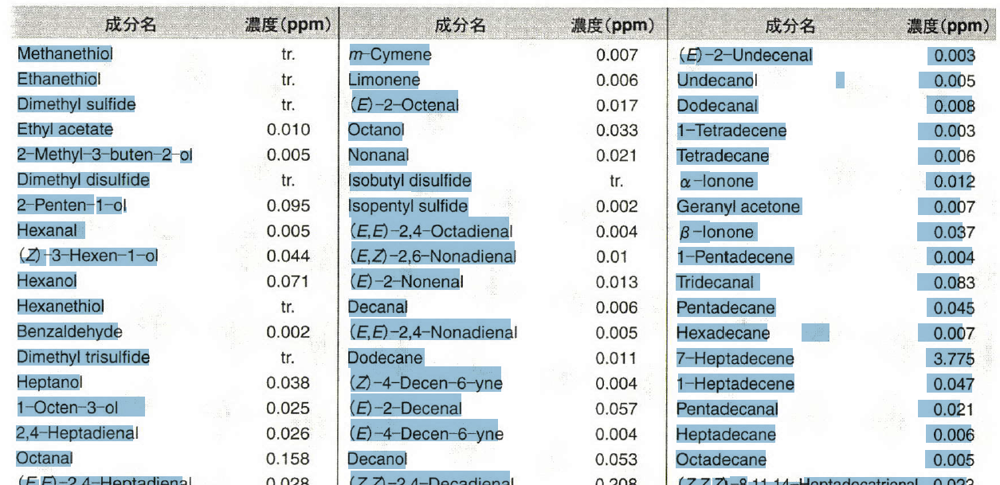 成分名 濃度(ppm) 成分名 濃度(ppm) 成分名 濃度(ppm)
Methanethiol tr. m-Cymene 0.007 (E)-2-Undecenal 0.003
Ethanethiol tr. Limonene 0.006 Undecanol 0.005
Dimethyl sulfide tr. (E)-2-Octenal 0.017 Dodecanal 0.008
Ethyl acetate 0.010 Octanol 0.033 1-Tetradecene 0.003
2-Methyl-3-buten-2-ol 0.005 Nonanal 0.021 Tetradecane 0.006
Dimethyl disulfide tr. Isobutyl disulfide tr. α-Ionone 0.012
2-Penten-1-ol 0.095 Isopentyl sulfide 0.002 Geranyl acetone 0.007
Hexanal 0.005 (E,E)-2,4-Octadienal 0.004 β-Ionone 0.037
(Z)-3-Hexen-1-ol 0.044 (E,Z)-2,6-Nonadienal 0.01 1-Pentadecene 0.004
Hexanol 0.071 (E)-2-Nonenal 0.013 Tridecanal 0.083
Hexanethiol tr. Decanal 0.006 Pentadecane 0.045
Benzaldehyde 0.002 (E,E)-2,4-Nonadienal 0.005 Hexadecane 0.007
Dimethyl trisulfide tr. Dodecane 0.011 7-Heptadecene 3.775
Heptanol 0.038 (Z)-4-Decen-6-yne 0.004 1-Heptadecene 0.047
1-Octen-3-ol 0.025 (E)-2-Decenal 0.057 Pentadecanal 0.021
2,4-Heptadienal 0.026 (E)-4-Decen-6-yne 0.004 Heptadecane 0.006
Octanal 0.158 Decanol 0.053 Octadecane 0.005
(E,E)-2,4-Heptadienal 0.028 (Z,Z)-2,4-Decadienal 0.208 (Z,Z,Z)-8,11,14-Heptadecatrienal 0.023